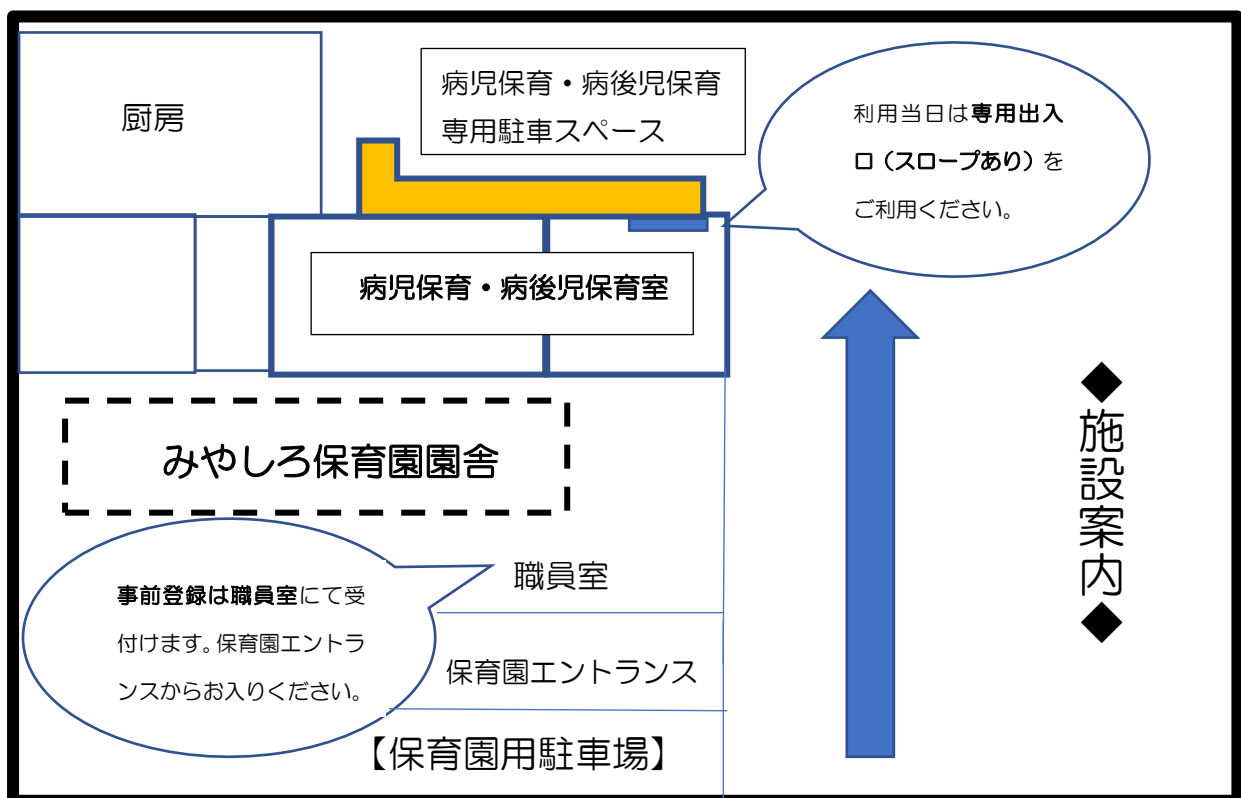 厨房
病児保育・病後児保育
専用駐車スペース
利用当日は専用出入
口（スロープあり）を
ご利用ください。
病児保育・病後児保育室
みやしろ保育園園舎
◆施設案内◆
事前登録は職員室にて受
付けます。保育園エントラ
ンスからお入りください。
職員室
保育園エントランス
【保育園用駐車場】